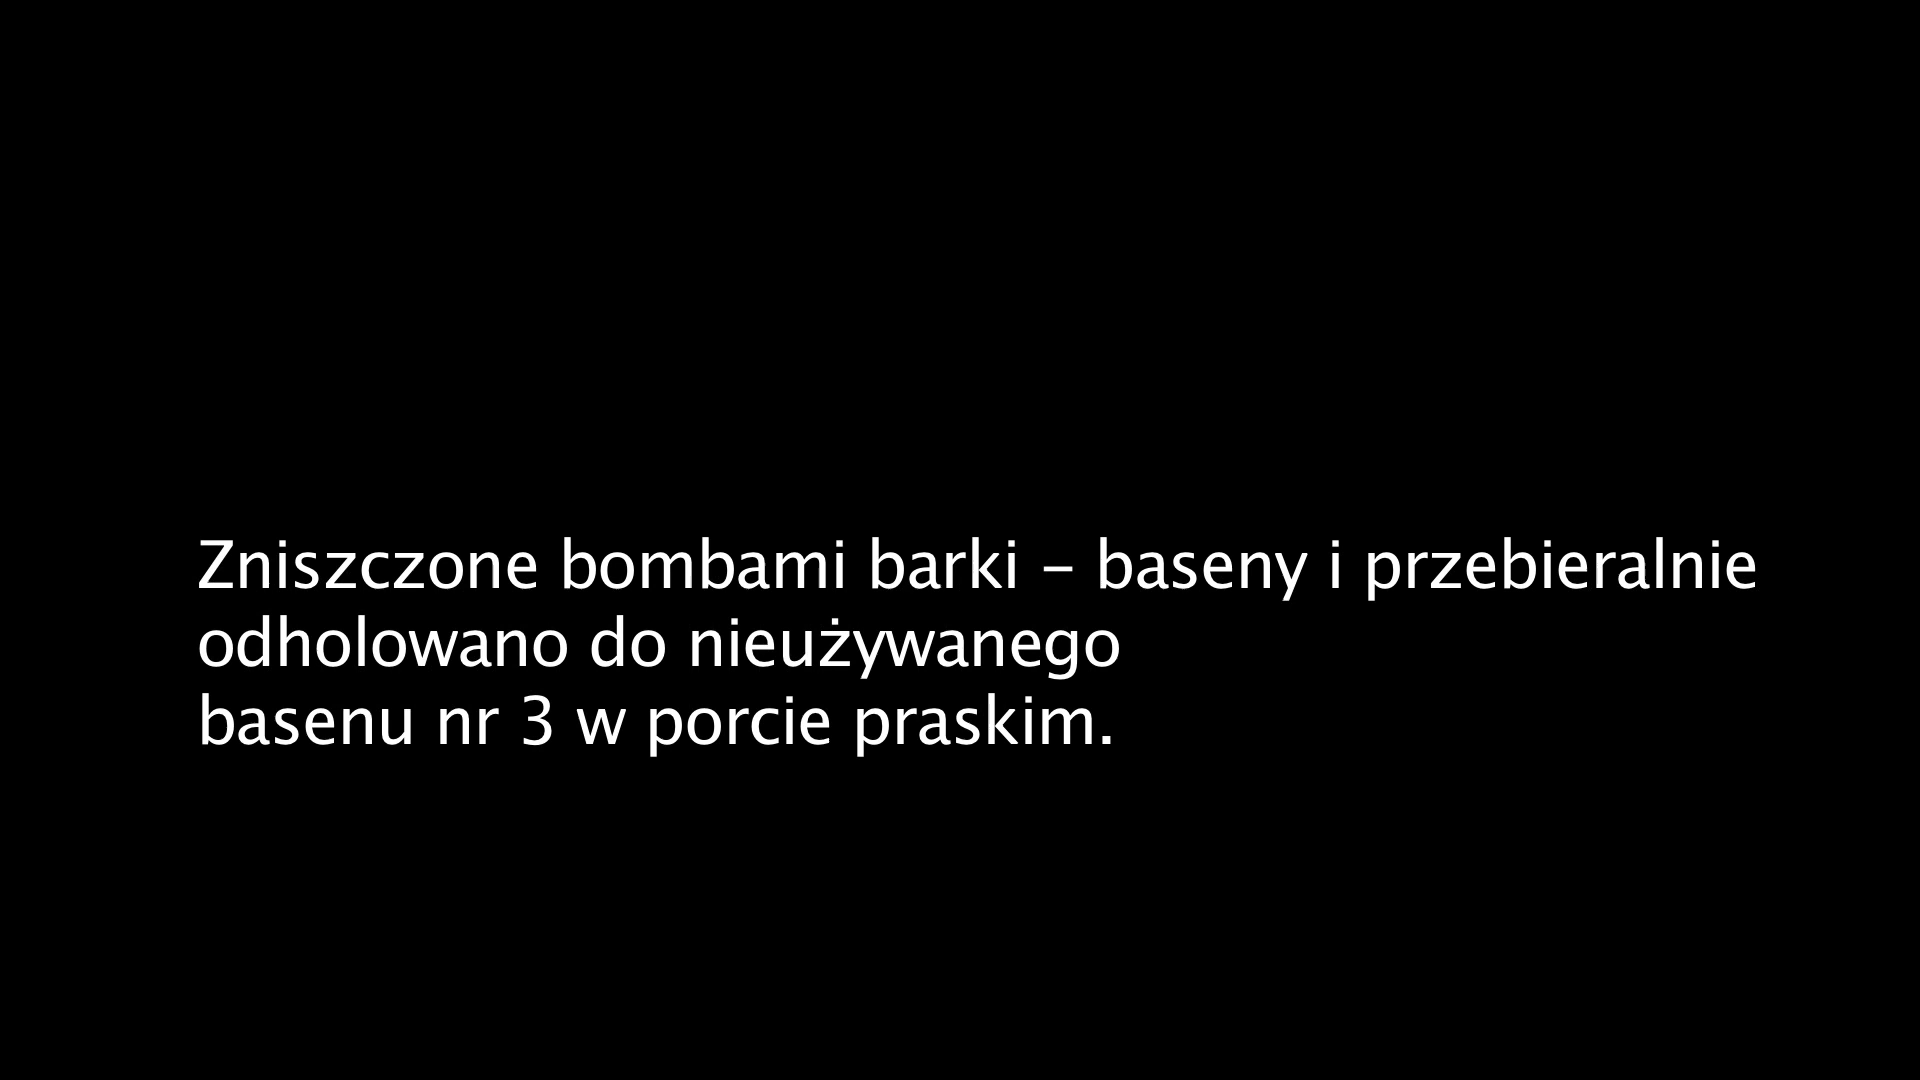 Zniszczone bombami barki – baseny i przebieralnie
odholowano do nieużywanego
basenu nr 3 w porcie praskim.